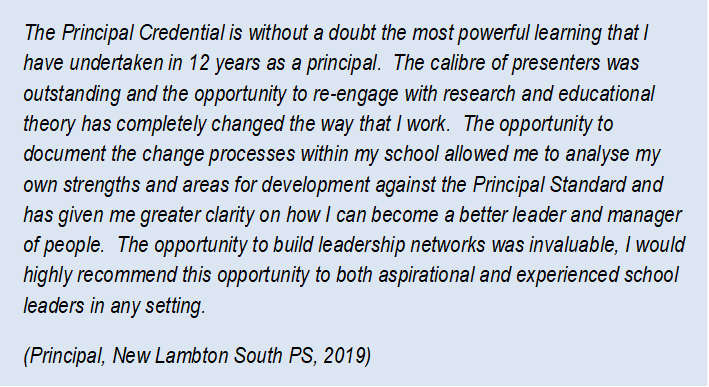 The Principal Credential is without a doubt the most powerful learning that I
have undertaken in 12 years as a principal.  The calibre of presenters was
outstanding and the opportunity to re-engage with research and educational
theory has completely changed the way that I work.  The opportunity to
document the change processes within my school allowed me to analyse my
own strengths and areas for development against the Principal Standard and
has given me greater clarity on how I can become a better leader and manager
of people.  The opportunity to build leadership networks was invaluable, I would
highly recommend this opportunity to both aspirational and experienced school
leaders in any setting.
(Principal, New Lambton South PS, 2019)